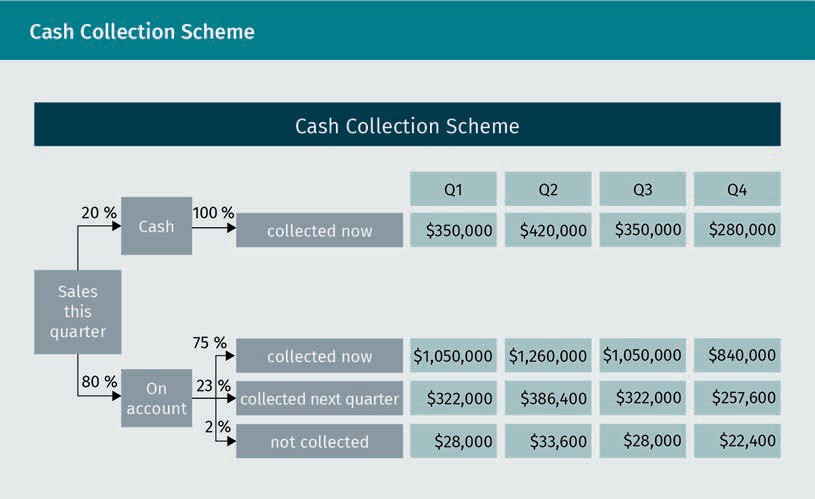 Cash Collection Scheme
Cash Collection Scheme
Q1 Q2 Q3 Q4
20 % Cash 100 % collected now $350,000 $420,000 $350,000 $280,000
Sales
this
quarter
75 % collected now $1,050,000 $1,260,000 $1,050,000 $840,000
80 % On
account
23 % collected next quarter $322,000 $386,400 $322,000 $257,600
2 % not collected $28,000 $33,600 $28,000 $22,400